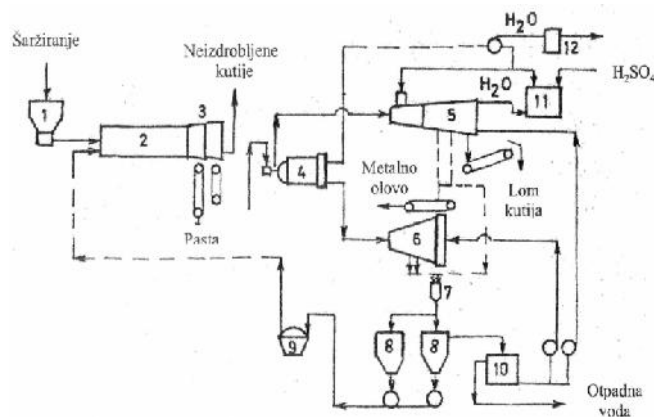 Šaržiranje
Neizdrobljene
kutije
H₂O
12
H₂SO₄
1
2
3
4
5
H₂O
11
Metalno
olovo
Lom
kutija
Pasta
6
7
8
8
9
10
Otpadna
voda